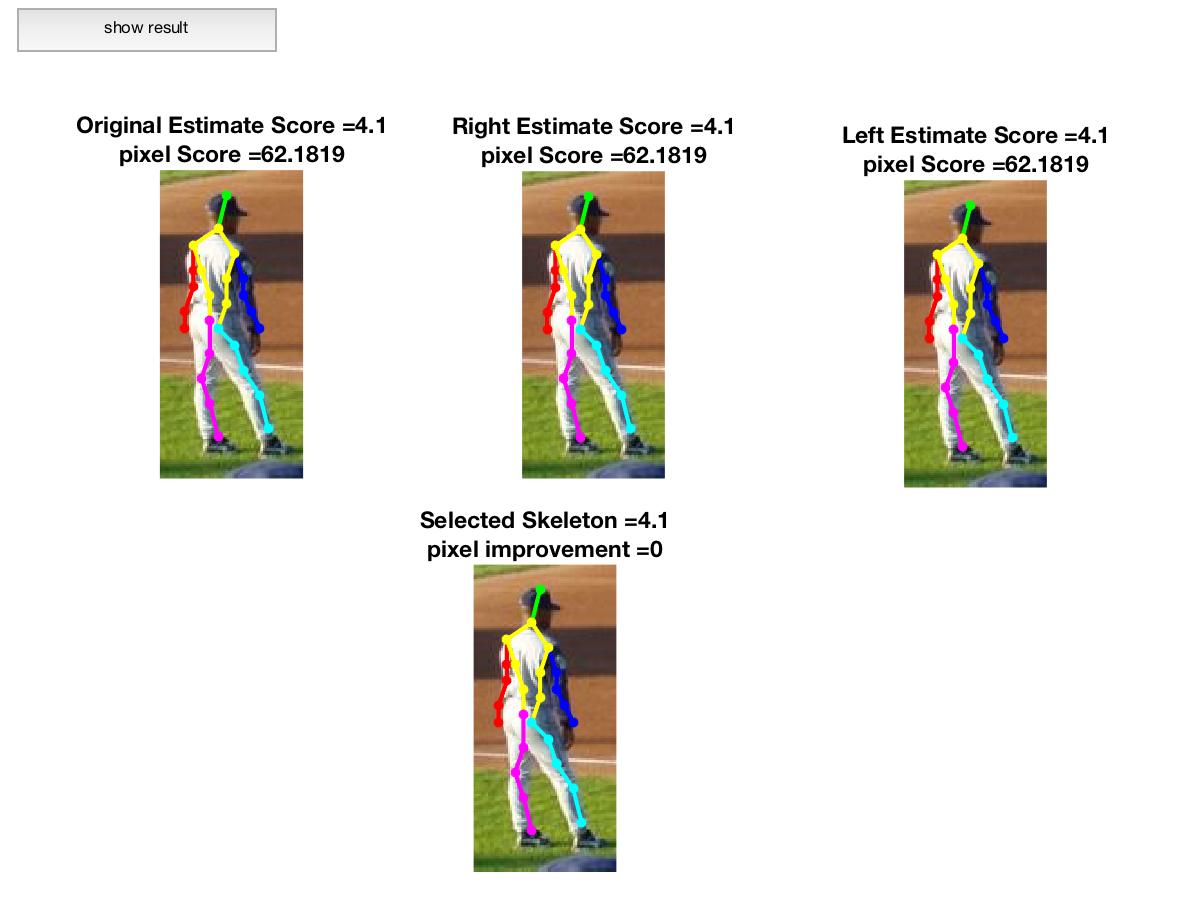 show result
Original Estimate Score =4.1
pixel Score =62.1819
Right Estimate Score =4.1
pixel Score =62.1819
Left Estimate Score =4.1
pixel Score =62.1819
Selected Skeleton =4.1
pixel improvement =0